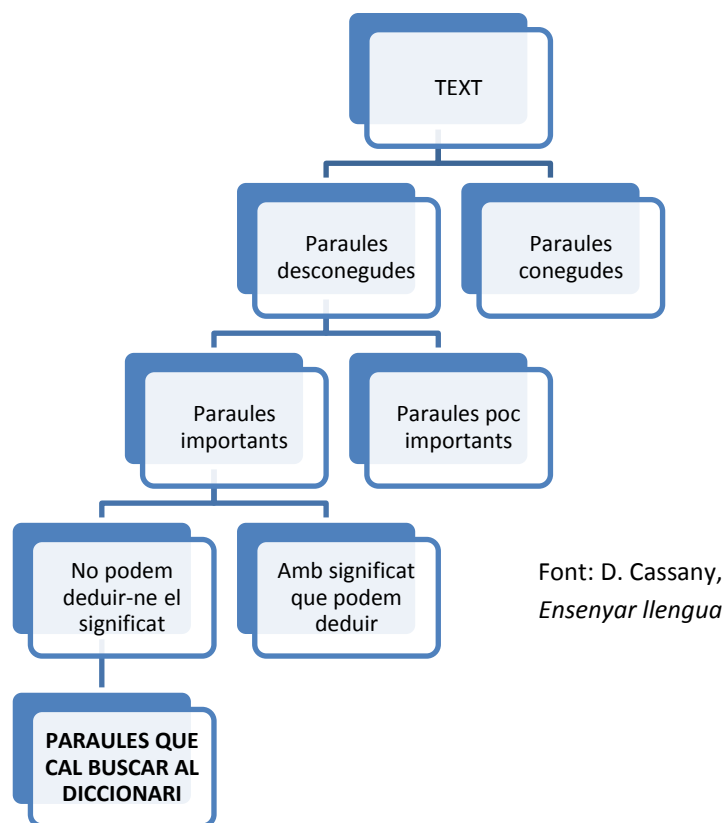 TEXT
Paraules
desconegudes
Paraules
conegudes
Paraules
importants
Paraules poc
importants
No podem
deduir-ne el
significat
Amb significat
que podem
deduir
Font: D. Cassany,
Ensenyar llengua
PARAULES QUE
CAL BUSCAR AL
DICCIONARI